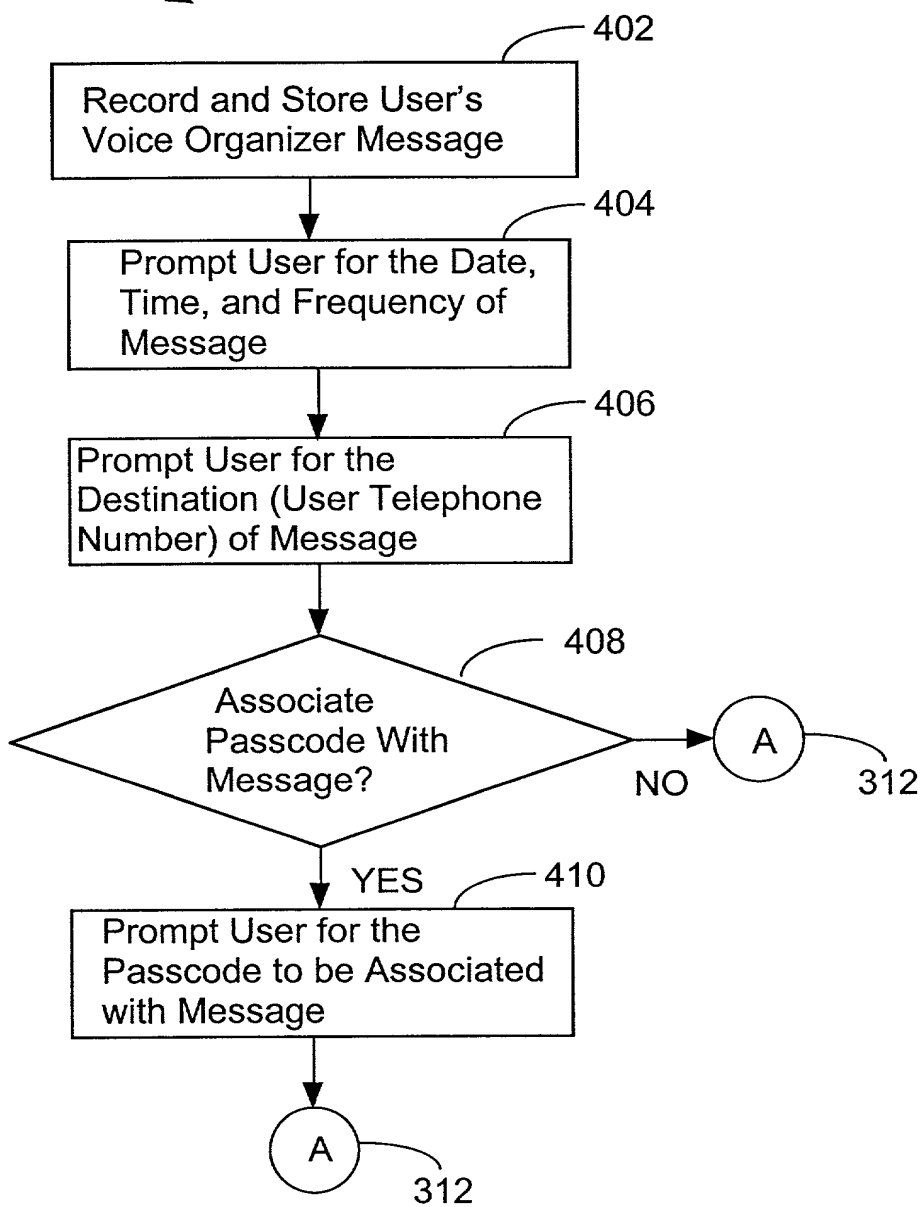 402
Record and Store User's
Voice Organizer Message
404
Prompt User for the Date,
Time, and Frequency of
Message
406
Prompt User for the
Destination (User Telephone
Number) of Message
408
Associate
Passcode With
Message?
A
NO
312
YES
410
Prompt User for the
Passcode to be Associated
with Message
A
312